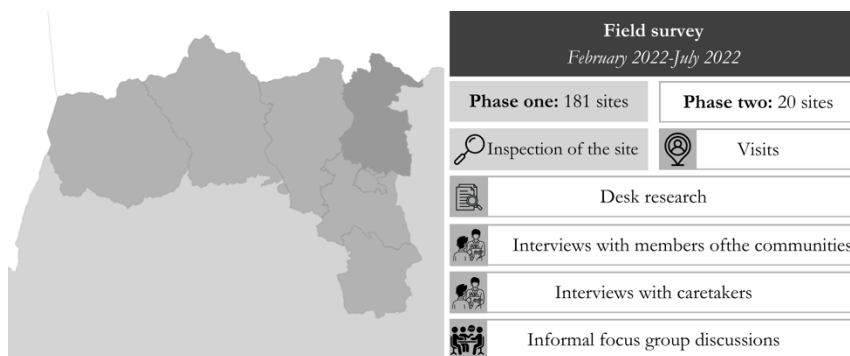 Field survey
February 2022-July 2022
Phase one: 181 sites
Phase two: 20 sites
Inspection of the site
Visits
Desk research
Interviews with members ofthe communities
Interviews with caretakers
Informal focus group discussions